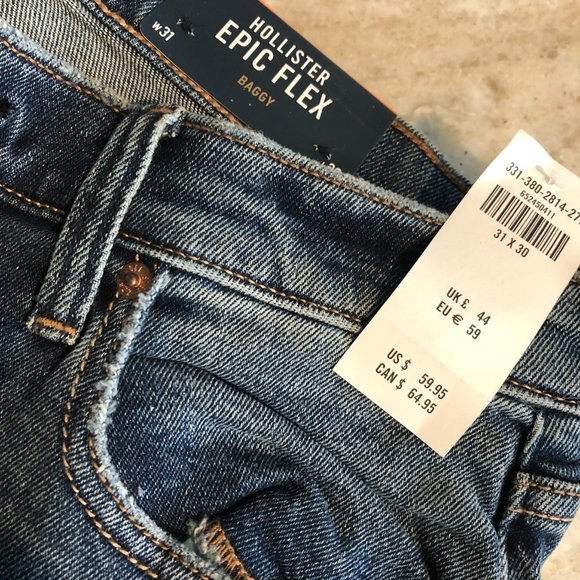 W31
HOLLISTER
EPIC FLEX
BAGGY
331-380-2814-27
652450411
31 X 30
UK £ 44
EU € 59
US $ 59.95
CAN $ 64.95